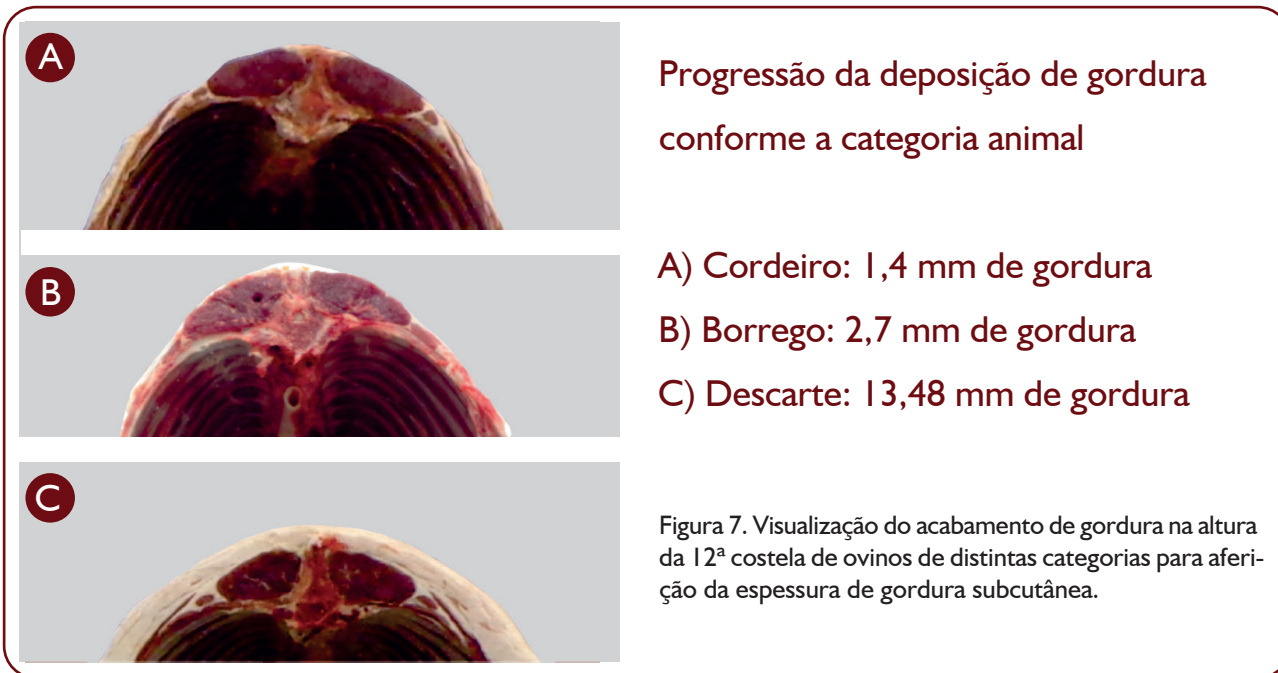 A
Progressão da deposição de gordura
conforme a categoria animal
B
A) Cordeiro: 1,4 mm de gordura
B) Borrego: 2,7 mm de gordura
C) Descarte: 13,48 mm de gordura
C
Figura 7. Visualização do acabamento de gordura na altura
da 12ª costela de ovinos de distintas categorias para aferi-
ção da espessura de gordura subcutânea.